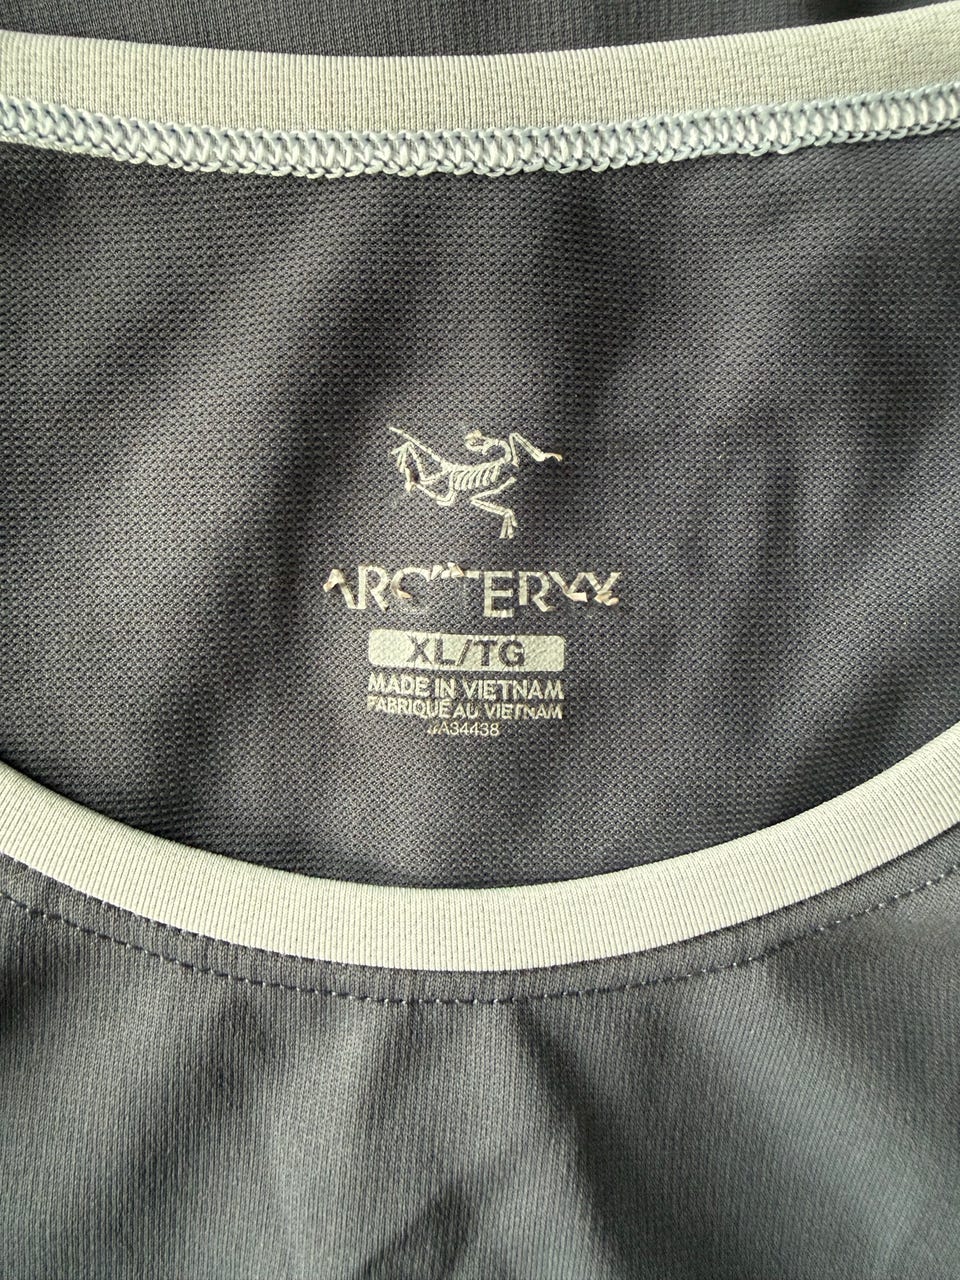 ARC'TERYX
XL/TG
MADE IN VIETNAM
FABRIQUÉ AU VIETNAM
#A34438